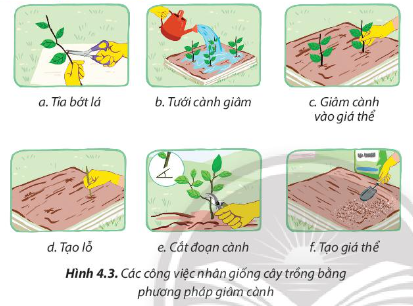 a. Tỉa bớt lá
b. Tưới cành giâm
c. Giâm cành
vào giá thể
d. Tạo lỗ
e. Cắt đoạn cành
f. Tạo giá thể
Hình 4.3. Các công việc nhân giống cây trồng bằng
phương pháp giâm cành